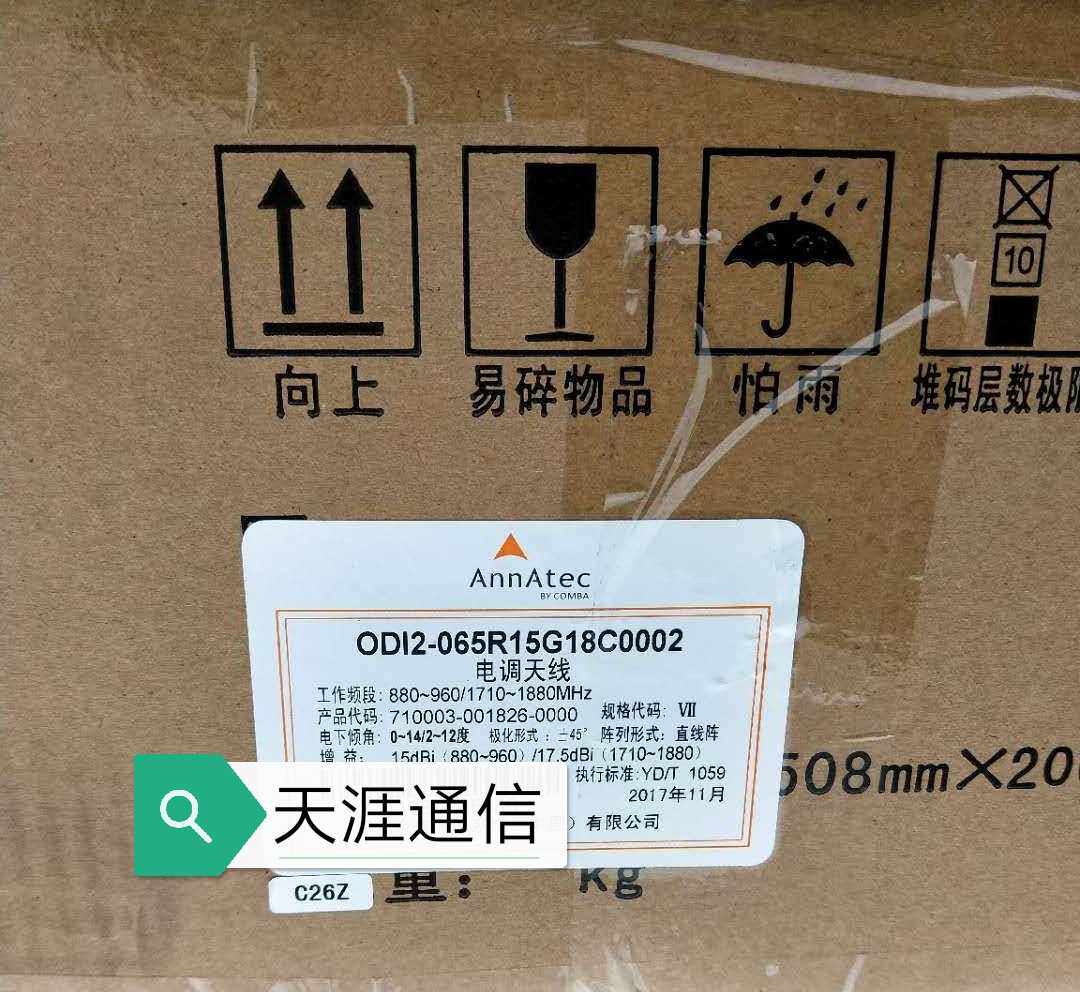 10
向上
易碎物品
怕雨
堆码层数极限
AnnAtec
BY COMBA
ODI2-065R15G18C0002
电调天线
工作频段: 880~960/1710~1880MHz
产品代码: 710003-001826-0000 规格代码: Ⅶ
电下倾角: 0~14/2~12度 极化形式: ±45° 阵列形式: 直线阵
增 益: 15dBi(880~960)/17.5dBi(1710~1880)
执行标准:YD/T 1059
2017年11月
)有限公司
508mm×20
天涯通信
C26Z
重: kg